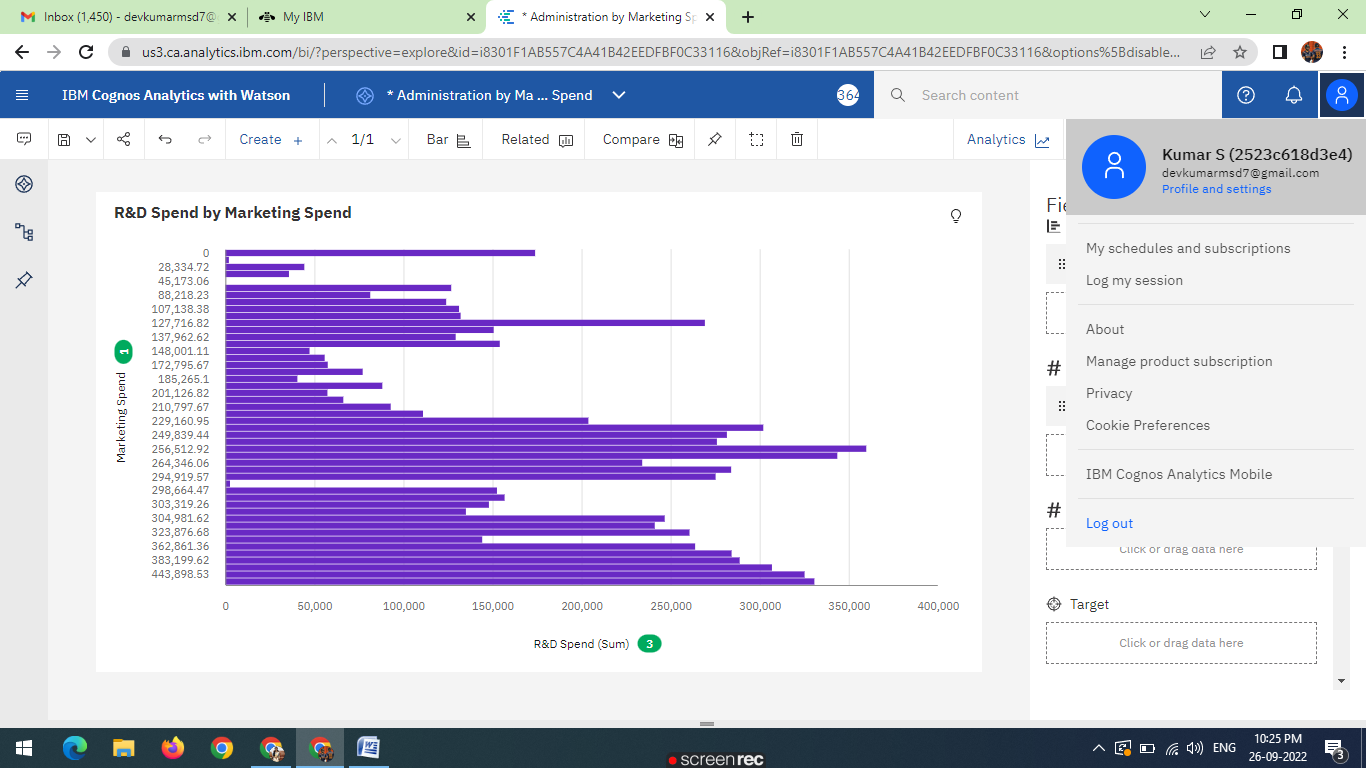 Inbox (1,450) - devkumarmsd7@
My IBM
* Administration by Marketing Sp
us3.ca.analytics.ibm.com/bi/?perspective=explore&id=i8301F1AB557C4A41B42EEDFBF0C33116&objRef=i8301F1AB557C4A41B42EEDFBF0C33116&options%5Bdisable...
IBM Cognos Analytics with Watson
* Administration by Ma ... Spend
364
Search content
1/1
Create +
Bar
Related
Compare
Analytics
Kumar S (2523c618d3e4)
devkumarmsd7@gmail.com
Profile and settings
My schedules and subscriptions
Log my session
About
Manage product subscription
Privacy
Cookie Preferences
IBM Cognos Analytics Mobile
Log out
Fie
#
#
Click or drag data here
Target
Click or drag data here
R&D Spend by Marketing Spend
Marketing Spend
1
0
28,334.72
45,173.06
88,218.23
107,138.38
127,716.82
137,962.62
148,001.11
172,795.67
185,265.1
201,126.82
210,797.67
229,160.95
249,839.44
256,512.92
264,346.06
294,919.57
298,664.47
303,319.26
304,981.62
323,876.68
362,861.36
383,199.62
443,898.53
0 50,000 100,000 150,000 200,000 250,000 300,000 350,000 400,000
R&D Spend (Sum) 3
screenrec
ENG
10:25 PM
26-09-2022
3